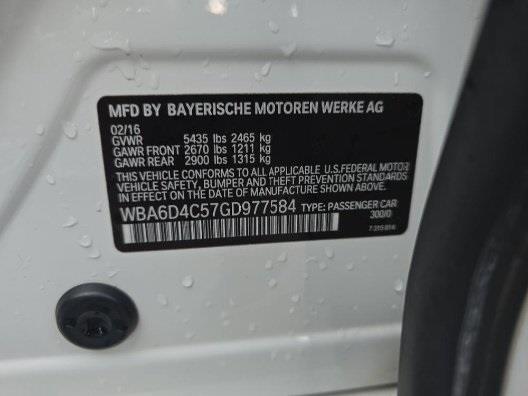 MFD BY BAYERISCHE MOTOREN WERKE AG
02/16
GVWR 5435 lbs 2465 kg
GAWR FRONT 2670 lbs 1211 kg
GAWR REAR 2900 lbs 1315 kg
THIS VEHICLE CONFORMS TO ALL APPLICABLE U.S.FEDERAL MOTOR
VEHICLE SAFETY, BUMPER AND THEFT PREVENTION STANDARDS
IN EFFECT ON THE DATE OF MANUFACTURE SHOWN ABOVE.
WBA6D4C57GD977584 TYPE: PASSENGER CAR
300/0